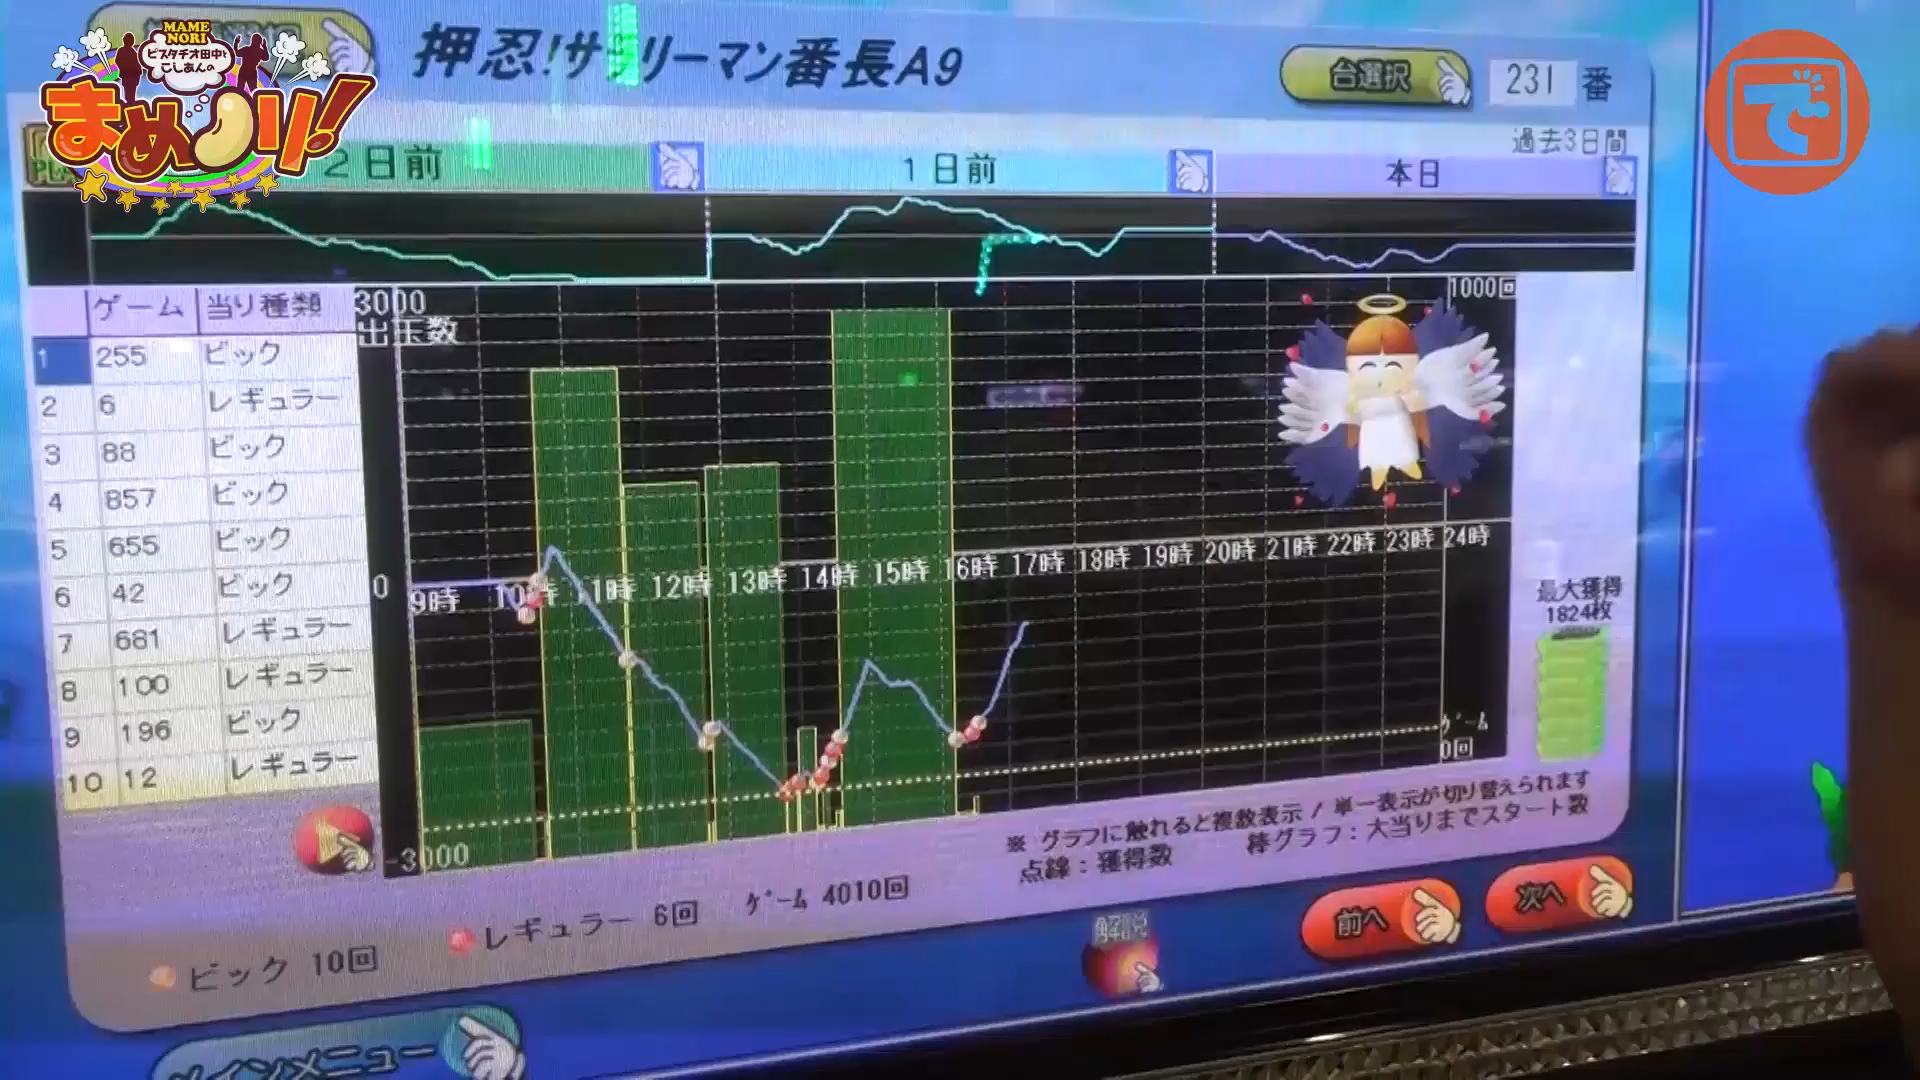 MAME
NORI
ピスタチオ田中と
こしあんの
まめノリ!
で
押忍!サラリーマン番長A9
台選択
231 番
過去3日間
2日前
1日前
本日
ゲーム 当り種類
1 255 ビック
2 6 レギュラー
3 88 ビック
4 857 ビック
5 655 ビック
6 42 ビック
7 681 レギュラー
8 100 レギュラー
9 196 ビック
10 12 レギュラー
3000
出玉数
0
-3000
1000回
9時 10時 11時 12時 13時 14時 15時 16時 17時 18時 19時 20時 21時 22時 23時 24時
ゲーム
0回
最大獲得
1824枚
※ グラフに触れると複数表示 / 単一表示が切り替えられます
点線:獲得数 棒グラフ:大当りまでスタート数
ビック 10回 レギュラー 6回 ゲーム 4010回
解説
前へ
次へ
メインメニュー